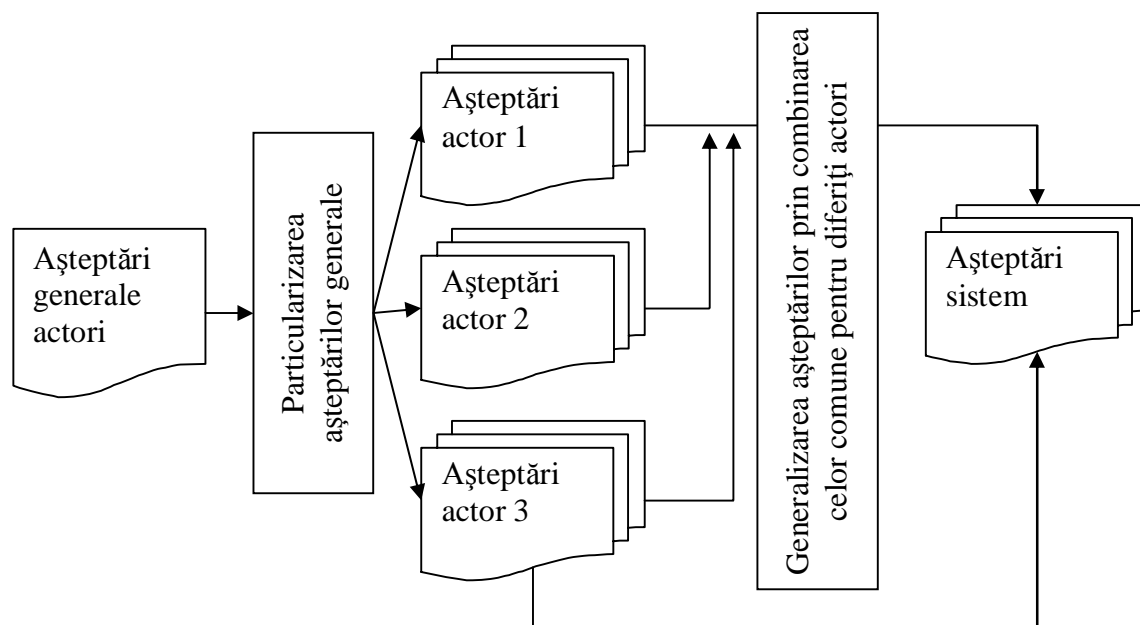 Aşteptări
generale
actori
Particularizarea
aşteptărilor generale
Aşteptări
actor 1
Aşteptări
actor 2
Aşteptări
actor 3
Generalizarea aşteptărilor prin combinarea
celor comune pentru diferiţi actori
Aşteptări
sistem